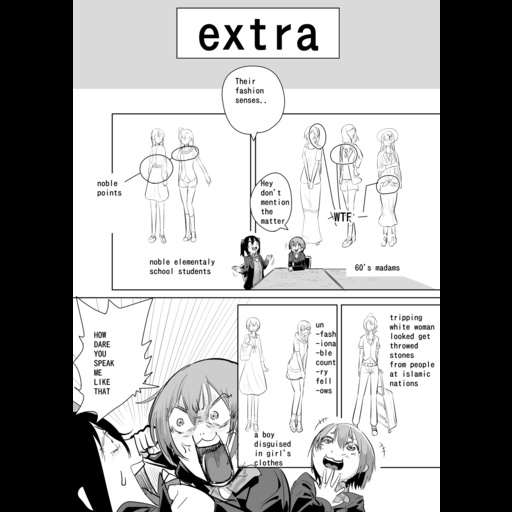 extra
Their
fashion
senses..
noble
points
Hey
don't
mention
the
matter
WTF
noble elementaly
school students
60's madams
HOW
DARE
YOU
SPEAK
ME
LIKE
THAT
un
-fash
-iona
-ble
count
-ry
fell
-ows
a boy
disguised
in girl's
clothes
tripping
white woman
looked get
throwed
stones
from people
at islamic
nations